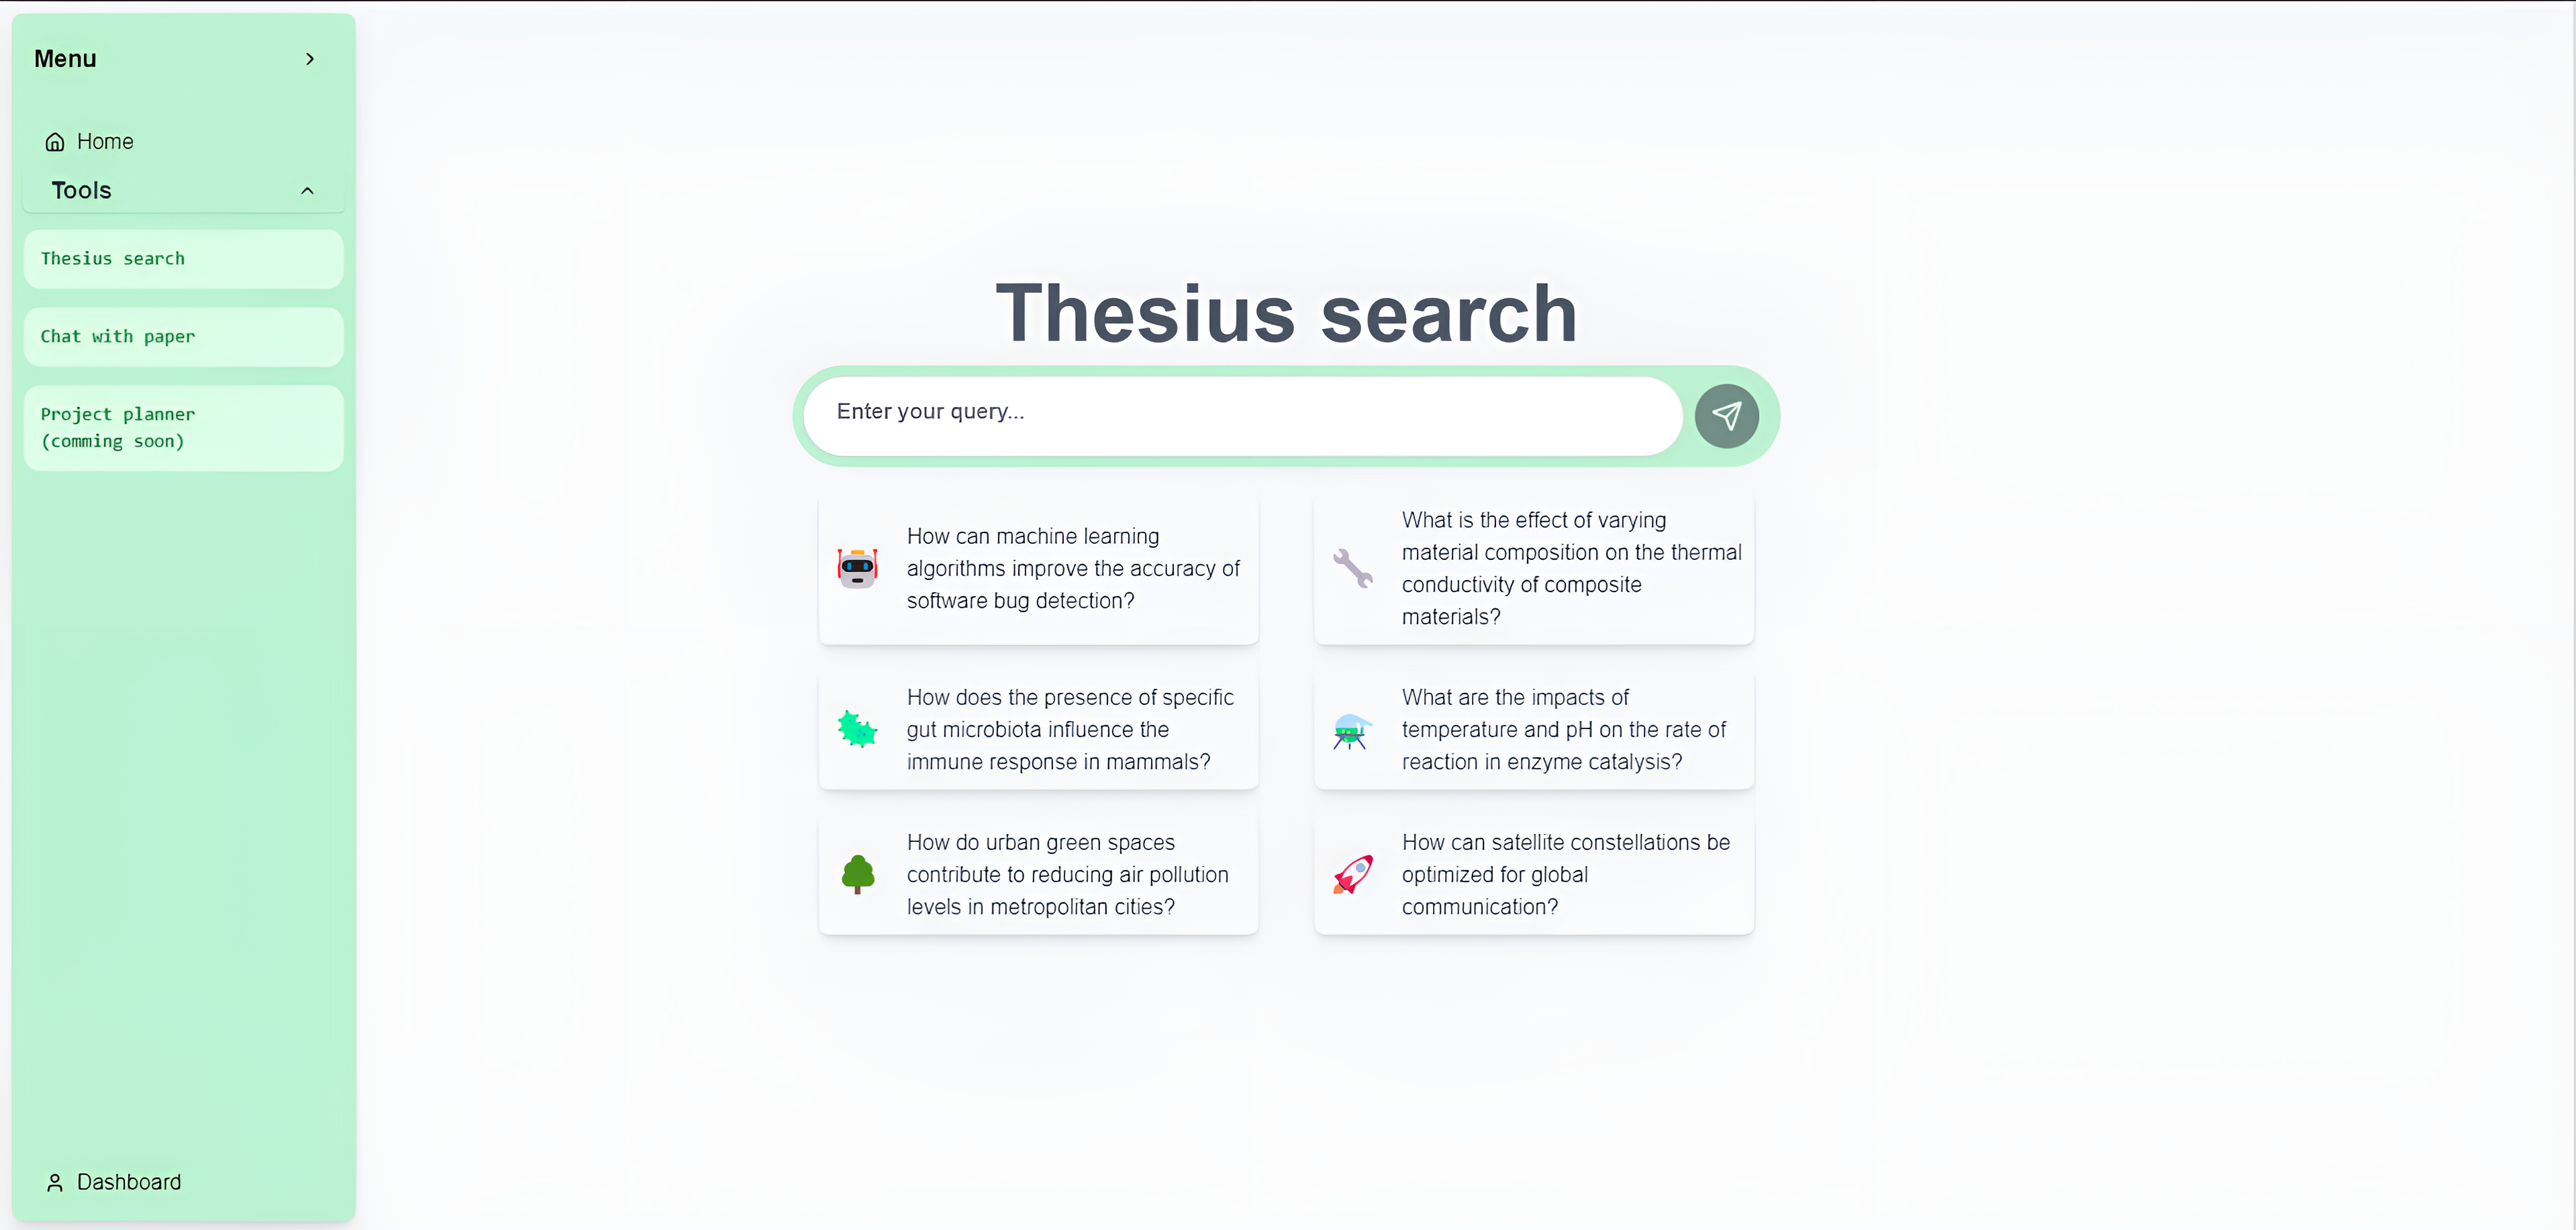 Menu
Home
Tools
Thesius search
Chat with paper
Project planner
(comming soon)
Dashboard
Thesius search
Enter your query...
How can machine learning
algorithms improve the accuracy of
software bug detection?
What is the effect of varying
material composition on the thermal
conductivity of composite
materials?
How does the presence of specific
gut microbiota influence the
immune response in mammals?
What are the impacts of
temperature and pH on the rate of
reaction in enzyme catalysis?
How do urban green spaces
contribute to reducing air pollution
levels in metropolitan cities?
How can satellite constellations be
optimized for global
communication?